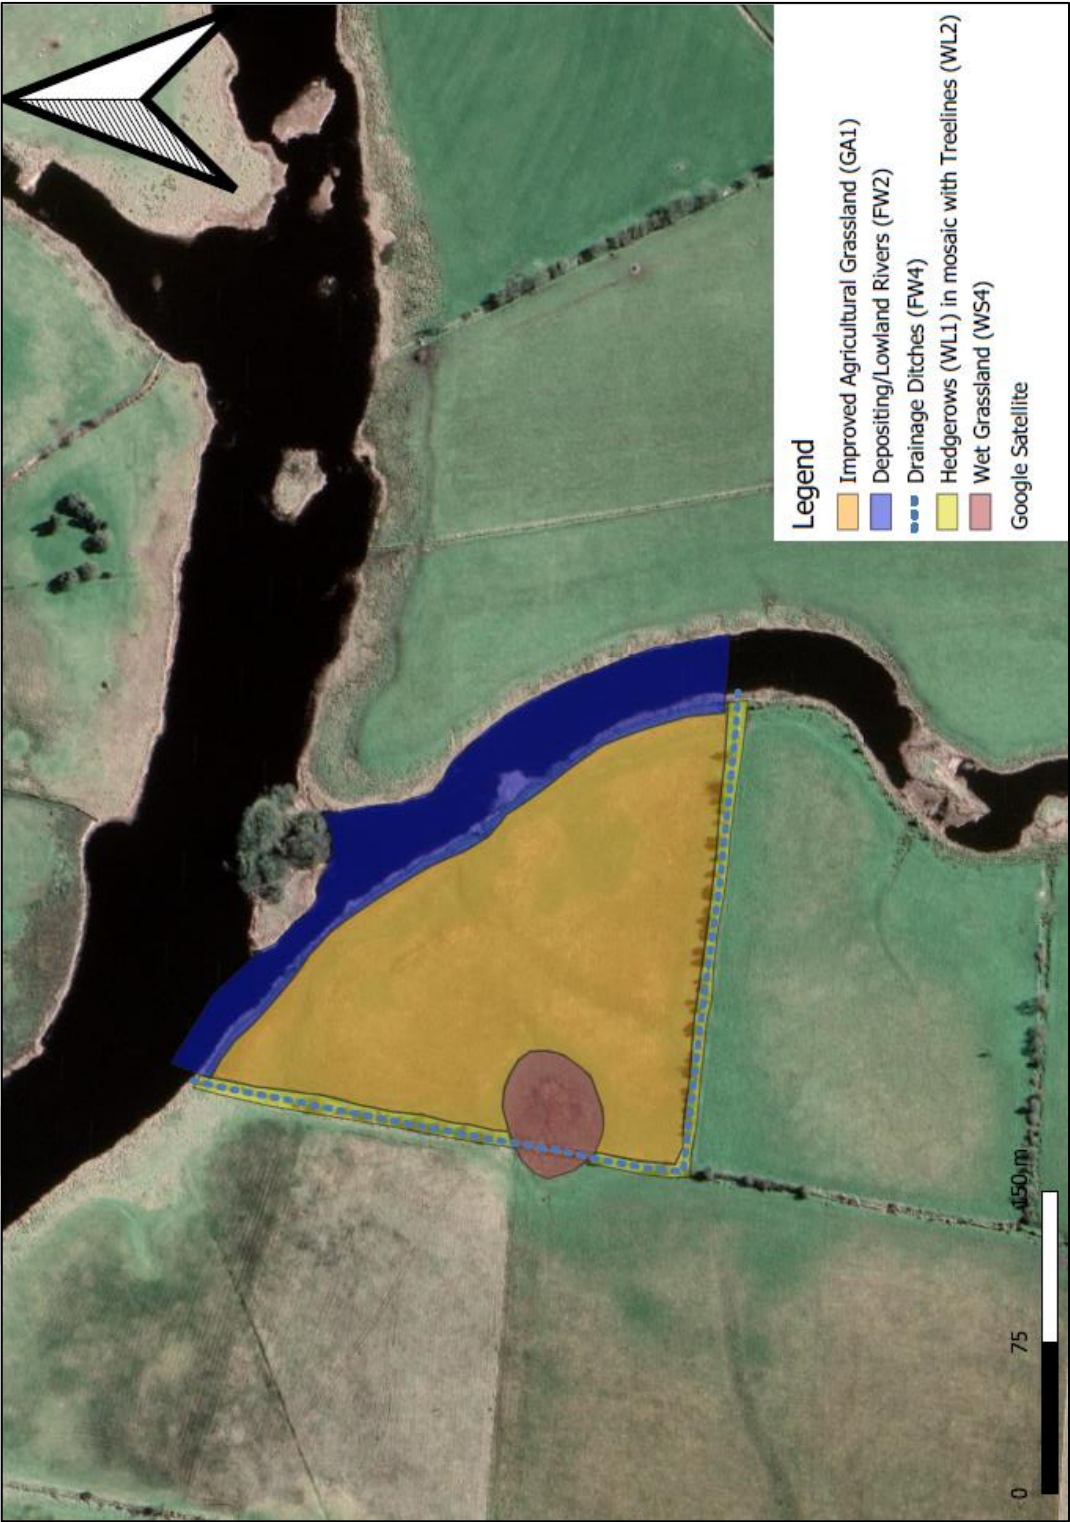 Legend
Improved Agricultural Grassland (GA1)
Depositing/Lowland Rivers (FW2)
Drainage Ditches (FW4)
Hedgerows (WL1) in mosaic with Treelines (WL2)
Wet Grassland (WS4)
Google Satellite
0 75 150 m